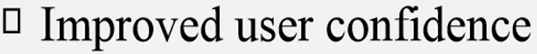 ▯ Improved user confidence